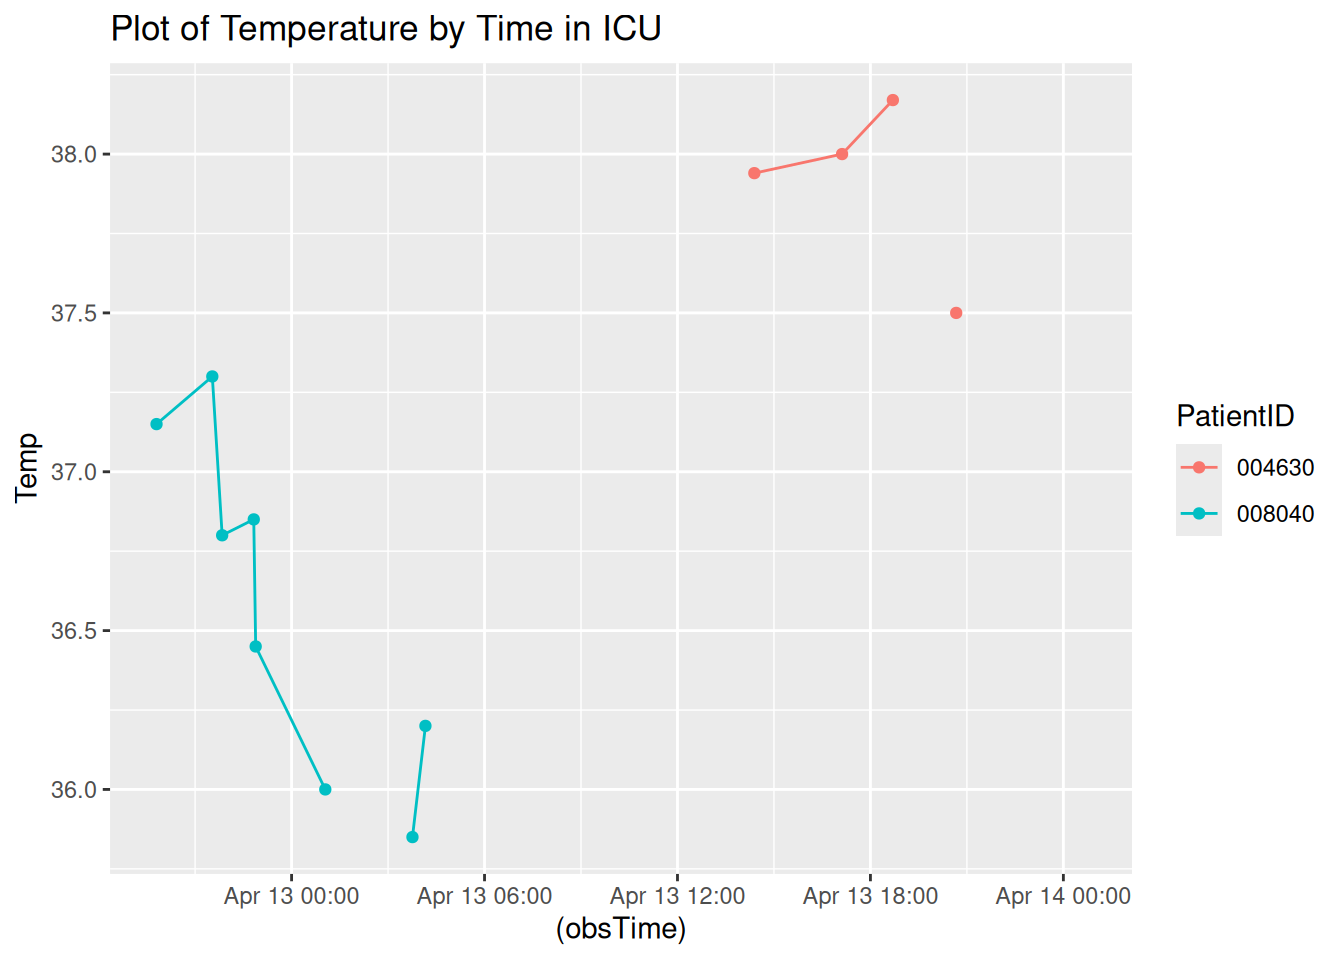 Plot of Temperature by Time in ICU
38.0
37.5
37.0
36.5
36.0
Temp
Apr 13 00:00 Apr 13 06:00 Apr 13 12:00 Apr 13 18:00 Apr 14 00:00
(obsTime)
PatientID
004630
008040